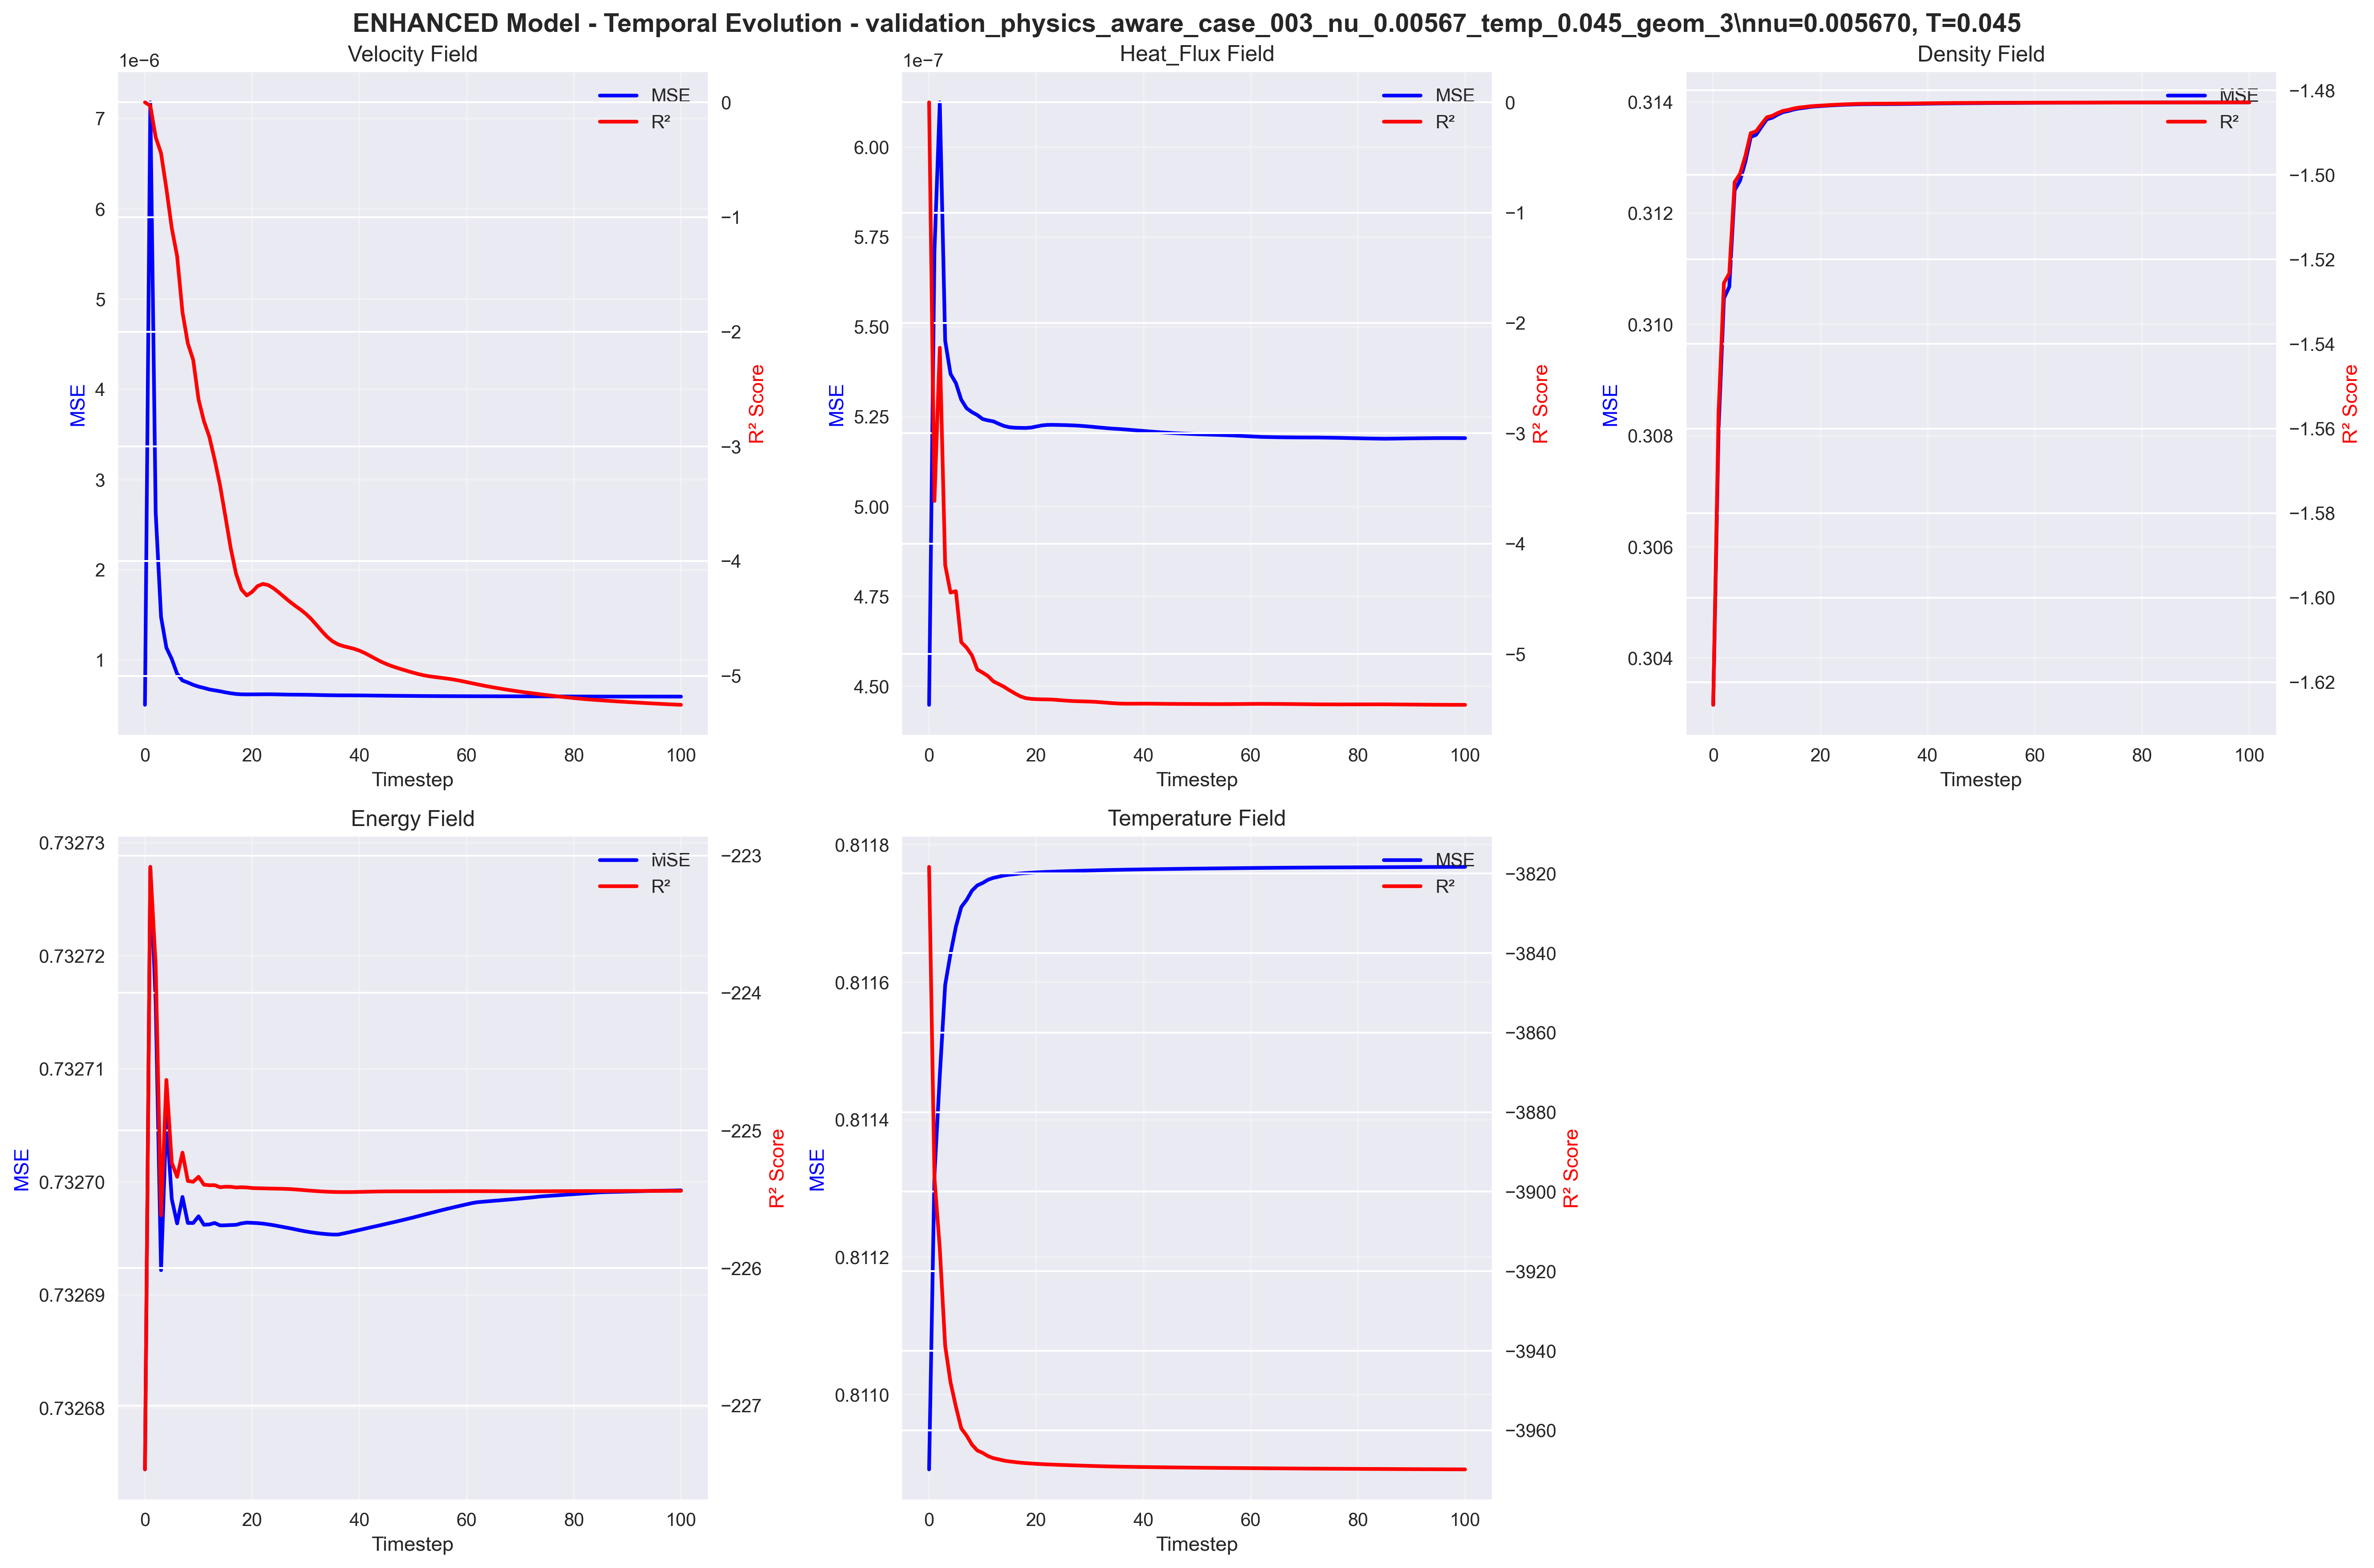 ENHANCED Model - Temporal Evolution - validation_physics_aware_case_003_nu_0.00567_temp_0.045_geom_3\nnu=0.005670, T=0.045
Velocity Field
1e−6
MSE
R²
7
6
5
4
3
2
1
0
−1
−2
−3
−4
−5
MSE
R² Score
0
20
40
60
80
100
Timestep
Heat_Flux Field
1e−7
MSE
R²
6.00
5.75
5.50
5.25
5.00
4.75
4.50
0
−1
−2
−3
−4
−5
MSE
R² Score
0
20
40
60
80
100
Timestep
Density Field
MSE
R²
0.314
0.312
0.310
0.308
0.306
0.304
−1.48
−1.50
−1.52
−1.54
−1.56
−1.58
−1.60
−1.62
MSE
R² Score
0
20
40
60
80
100
Timestep
Energy Field
MSE
R²
0.73273
0.73272
0.73271
0.73270
0.73269
0.73268
−223
−224
−225
−226
−227
MSE
R² Score
0
20
40
60
80
100
Timestep
Temperature Field
MSE
R²
0.8118
0.8116
0.8114
0.8112
0.8110
−3820
−3840
−3860
−3880
−3900
−3920
−3940
−3960
MSE
R² Score
0
20
40
60
80
100
Timestep